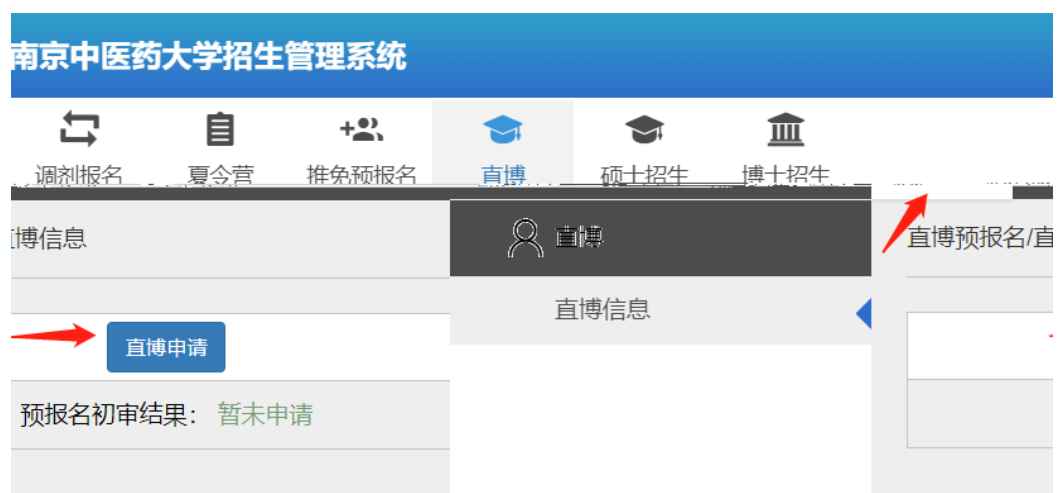 南京中医药大学招生管理系统
调剂报名 夏令营 推免预报名 直博 硕士招生 博士招生
博信息
直博
直博预报名/直
直博信息
直博申请
预报名初审结果： 暂未申请